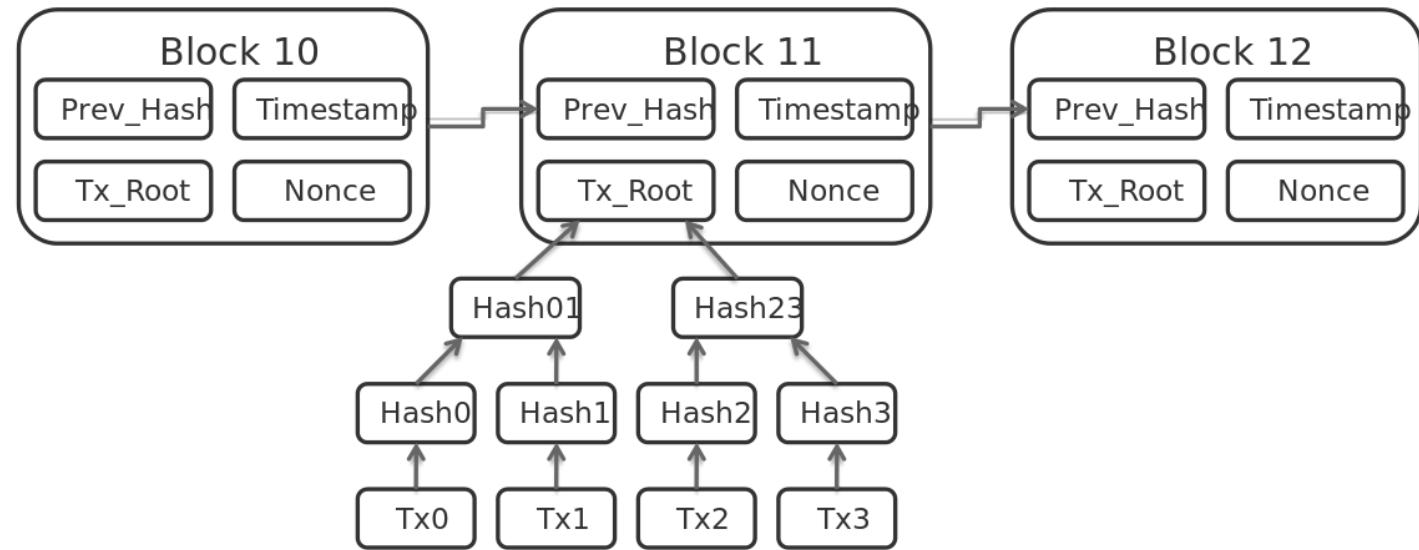 Block 10
Block 11
Block 12
Prev_Hash
Timestamp
Prev_Hash
Timestamp
Prev_Hash
Timestamp
Tx_Root
Nonce
Tx_Root
Nonce
Tx_Root
Nonce
Hash01
Hash23
Hash0
Hash1
Hash2
Hash3
Tx0
Tx1
Tx2
Tx3